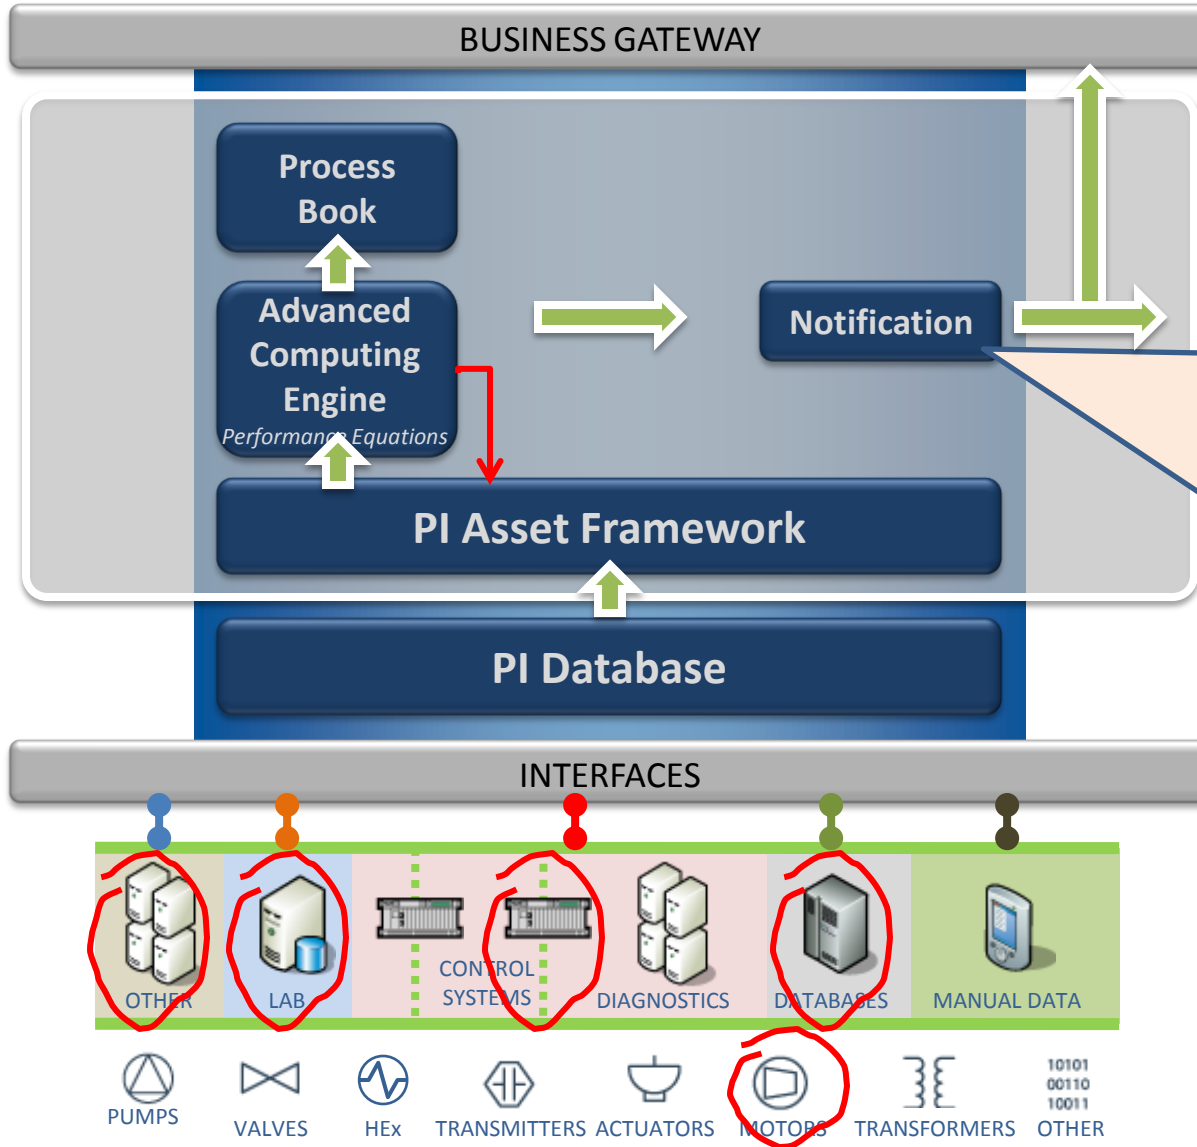 BUSINESS GATEWAY
Process
Book
Advanced
Computing
Engine
Performance Equations
Notification
PI Asset Framework
PI Database
INTERFACES
OTHER
LAB
CONTROL
SYSTEMS
DIAGNOSTICS
DATABASES
MANUAL DATA
10101
00110
10011
PUMPS
VALVES
HEx
TRANSMITTERS
ACTUATORS
MOTORS
TRANSFORMERS
OTHER